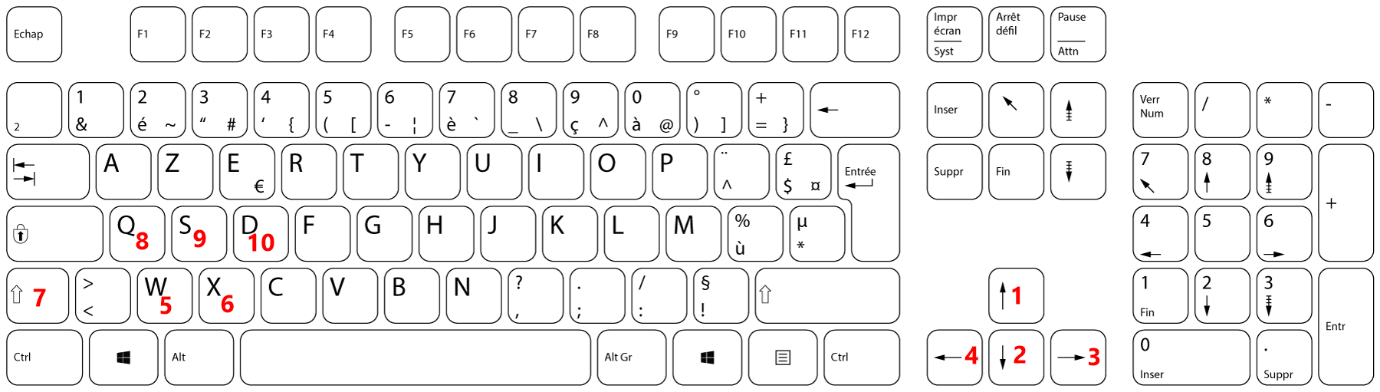 Echap F1 F2 F3 F4 F5 F6 F7 F8 F9 F10 F11 F12 Impr écran Syst Arrêt défil Pause Attn
2 1 & 2 é ~ 3 “ # 4 ‘ { 5 ( [ 6 - ¦ 7 è ` 8 _ \ 9 ç ^ 0 à @ ° ) ] + = } ← Inser ↖ Verr Num / * -
A Z E € R T Y U I O P ¨ ^ £ $ ¤ Entrée Suppr Fin 7 8 9 +
Q 8 S 9 D 10 F G H J K L M % ù µ * 4 5 6
7 > < W 5 X 6 C V B N ? , . ; / : § ! 1 1 Fin 2 3 Entr
Ctrl Alt Alt Gr Ctrl 4 2 3 0 Inser . Suppr